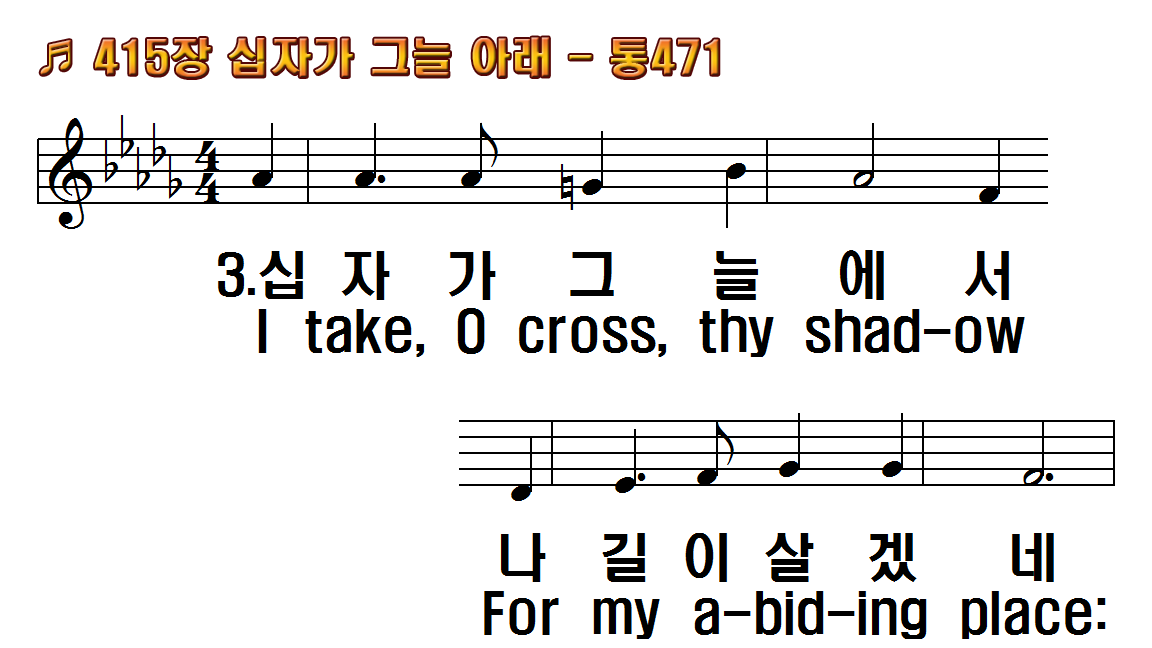 415장 십자가 그늘 아래 - 통471
4
4
3.십 자 가 그 늘 에 서
I take, O cross, thy shad-ow
나 길 이 살 겠 네
For my a-bid-ing place: